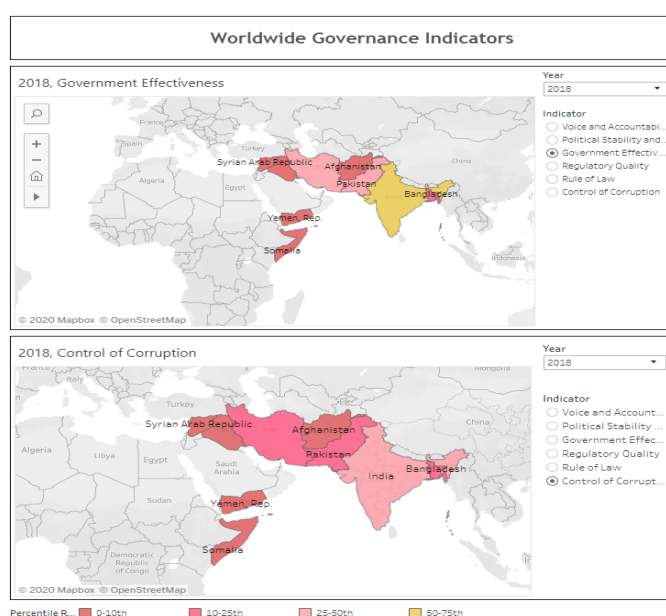 Worldwide Governance Indicators
2018, Government Effectiveness
France
Spain
Turkey
Syrian Arab Republic
Afghanistan
China
Algeria
Egypt
Pakistan
Bangladesh
Yemen, Rep.
Somalia
Indonesia
© 2020 Mapbox © OpenStreetMap
Year
2018
Indicator
Voice and Accountabi...
Political Stability and...
Government Effectiv...
Regulatory Quality
Rule of Law
Control of Corruption
2018, Control of Corruption
France
Italy
Mongolia
Turkey
Syrian Arab Republic
Afghanistan
China
Algeria
Libya
Egypt
Saudi
Arabia
Pakistan
India
Bangladesh
Sudan
Yemen, Rep.
Somalia
Democratic
Republic
of Congo
© 2020 Mapbox © OpenStreetMap
Year
2018
Indicator
Voice and Account...
Political Stability ...
Government Effec...
Regulatory Quality
Rule of Law
Control of Corrupt...
Percentile R...
0-10th
10-25th
25-50th
50-75th